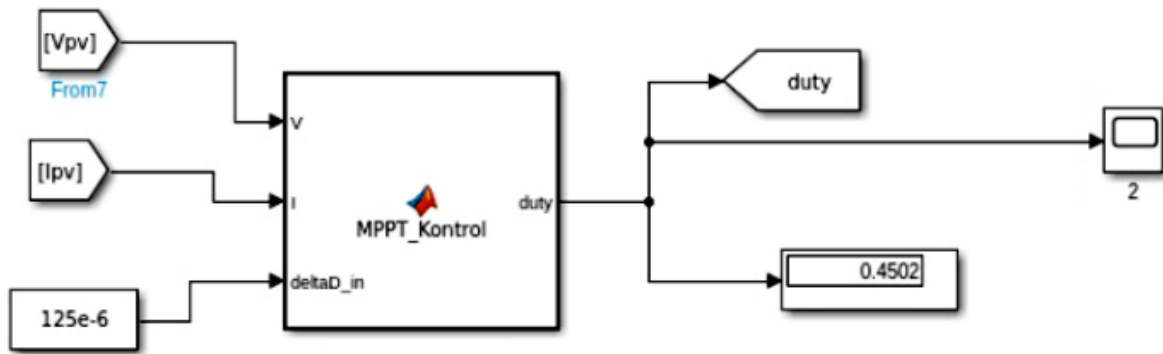 [Vpv]
From7
[Ipv]
125e-6
V
I
deltaD_in
MPPT_Kontrol
duty
duty
2
0.4502